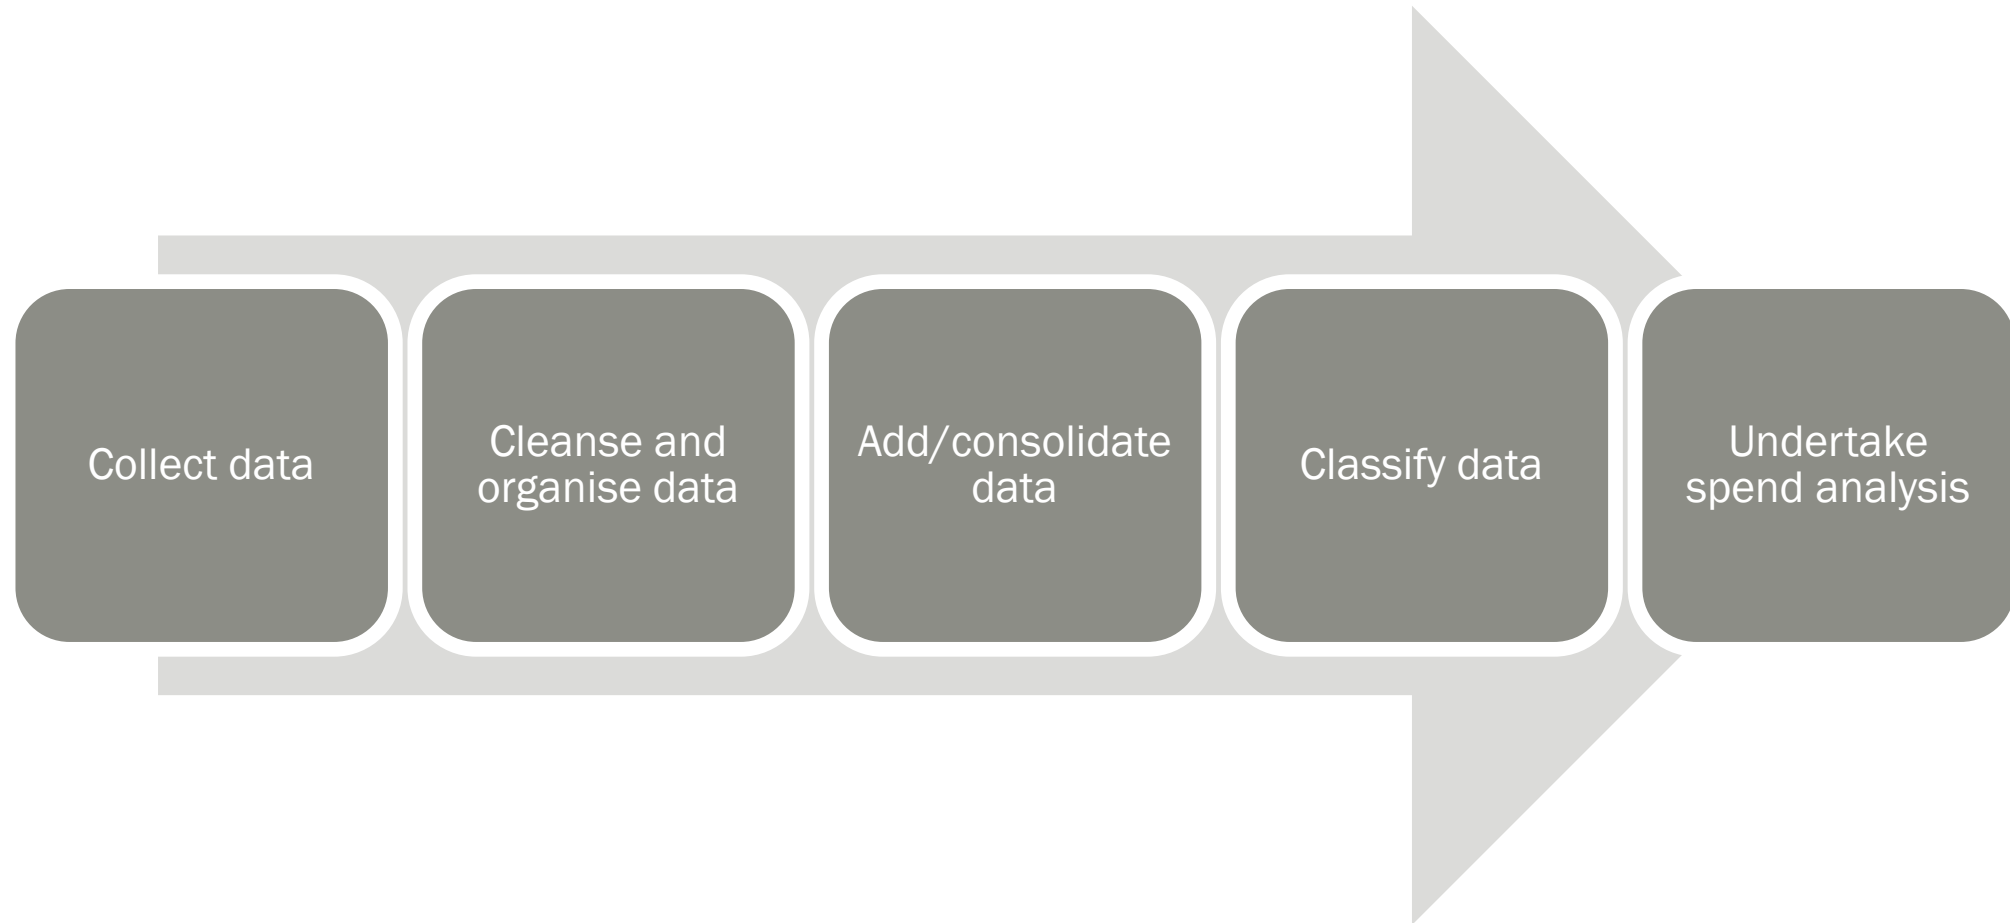 Collect data
Cleanse and
organise data
Add/consolidate
data
Classify data
Undertake
spend analysis